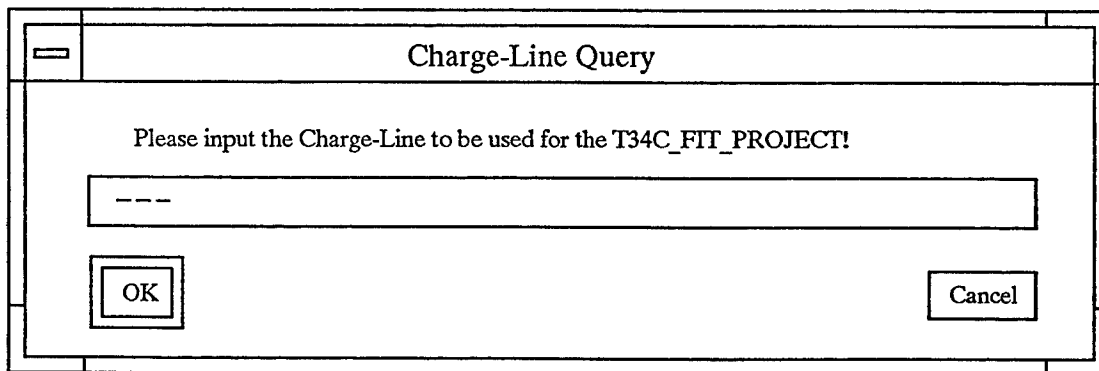 Charge-Line Query
Please input the Charge-Line to be used for the T34C_FIT_PROJECT!
---
OK
Cancel